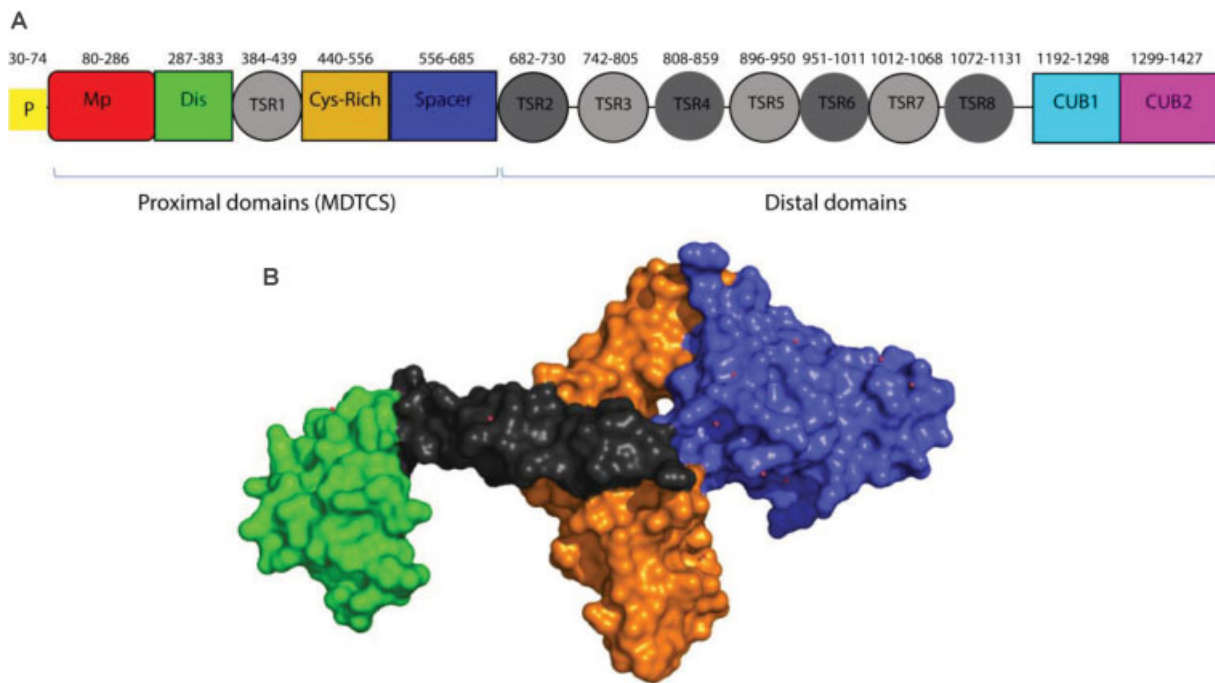 A
30-74 80-286 287-383 384-439 440-556 556-685 682-730 742-805 808-859 896-950 951-1011 1012-1068 1072-1131 1192-1298 1299-1427
P Mp Dis TSR1 Cys-Rich Spacer TSR2 TSR3 TSR4 TSR5 TSR6 TSR7 TSR8 CUB1 CUB2
Proximal domains (MDTCS) Distal domains
B